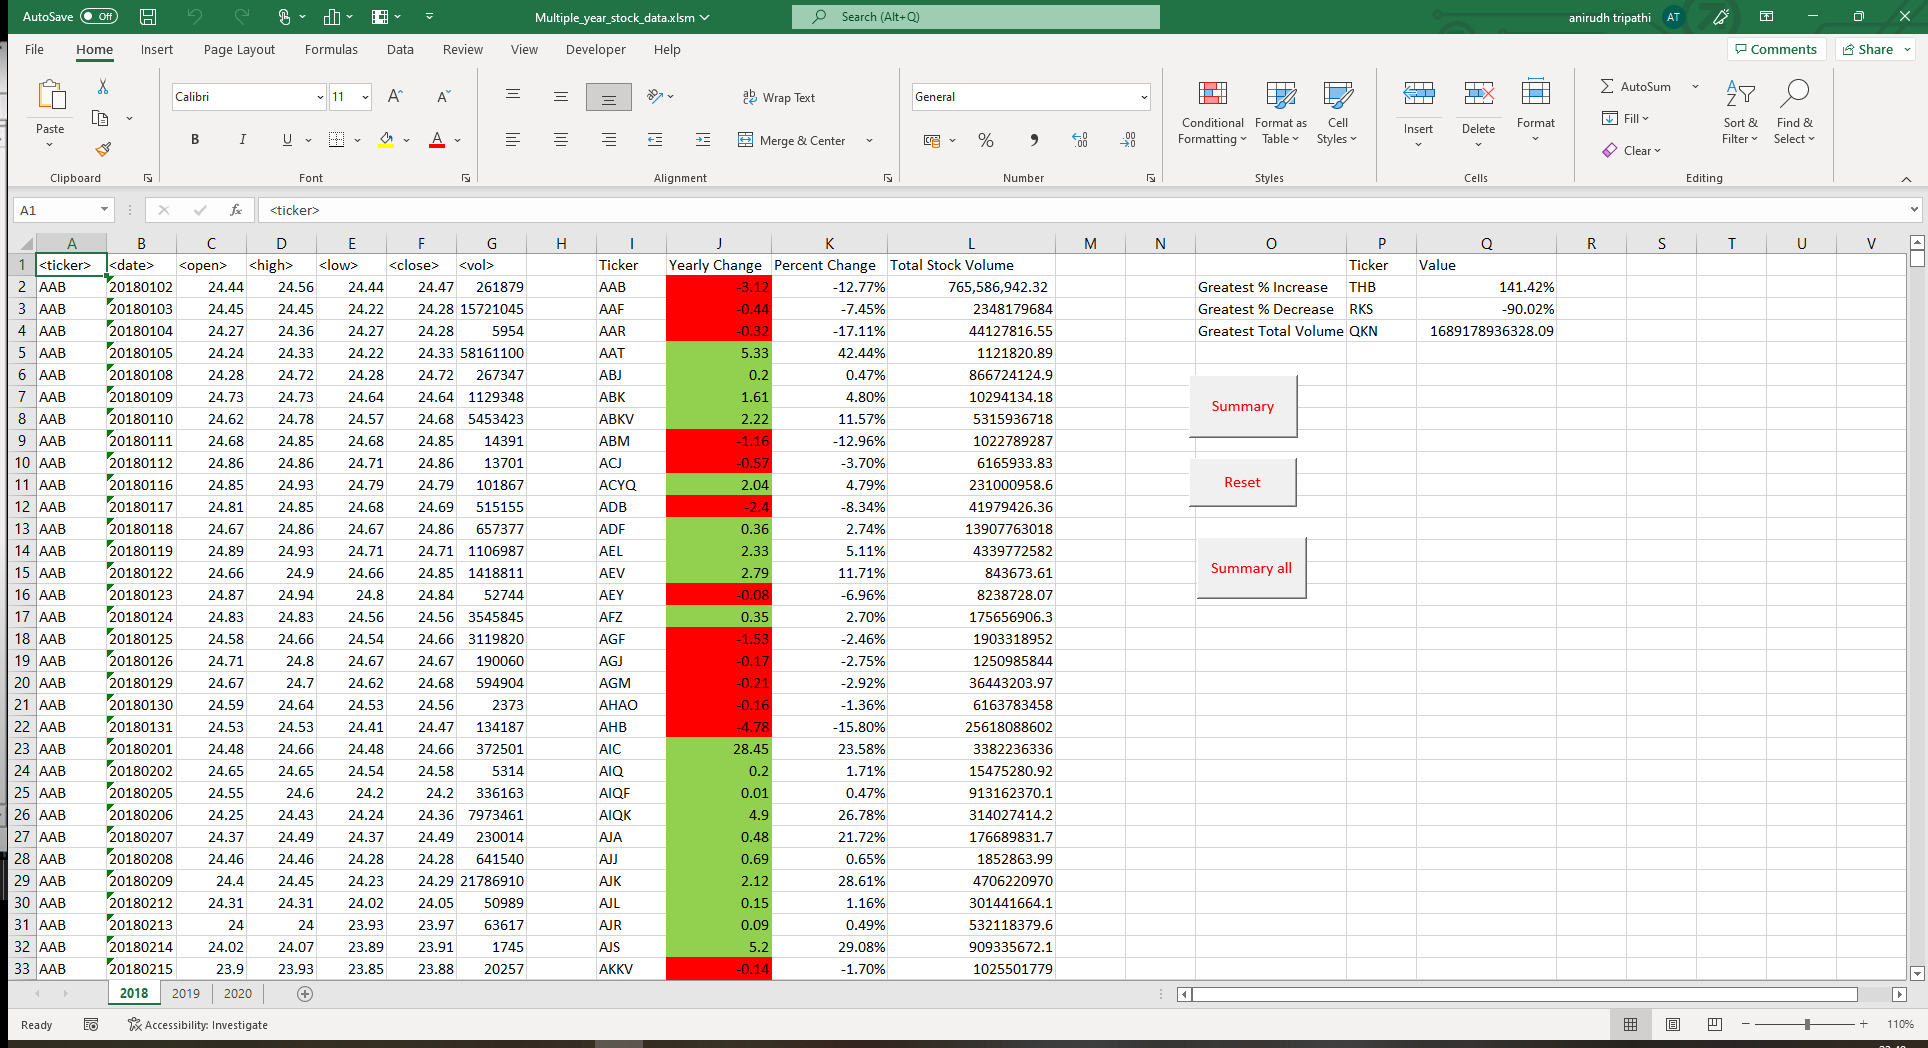 AutoSave Off Multiple_year_stock_data.xlsm Search (Alt+Q) anirudh tripathi AT
File Home Insert Page Layout Formulas Data Review View Developer Help Comments Share
Calibri 11 A A ab Wrap Text General AutoSum
Paste B I U A Merge & Center % Conditional Formatting Format as Table Cell Styles Insert Delete Format Fill Sort & Filter Find & Select
Clear
Clipboard Font Alignment Number Styles Cells Editing
A1 fx <ticker>
A B C D E F G H I J K L M N O P Q R S T U V
1 <ticker> <date> <open> <high> <low> <close> <vol> Ticker Yearly Change Percent Change Total Stock Volume Ticker Value
2 AAB 20180102 24.44 24.56 24.44 24.47 261879 AAB -3.12 -12.77% 765,586,942.32 Greatest % Increase THB 141.42%
3 AAB 20180103 24.45 24.45 24.22 24.28 15721045 AAF -0.44 -7.45% 2348179684 Greatest % Decrease RKS -90.02%
4 AAB 20180104 24.27 24.36 24.27 24.28 5954 AAR -0.32 -17.11% 44127816.55 Greatest Total Volume QKN 1689178936328.09
5 AAB 20180105 24.24 24.33 24.22 24.33 58161100 AAT 5.33 42.44% 1121820.89
6 AAB 20180108 24.28 24.72 24.28 24.72 267347 ABJ 0.2 0.47% 866724124.9
7 AAB 20180109 24.73 24.73 24.64 24.64 1129348 ABK 1.61 4.80% 10294134.18
8 AAB 20180110 24.62 24.78 24.57 24.68 5453423 ABKV 2.22 11.57% 5315936718
Summary
9 AAB 20180111 24.68 24.85 24.68 24.85 14391 ABM -1.16 -12.96% 1022789287
10 AAB 20180112 24.86 24.86 24.71 24.86 13701 ACJ -0.57 -3.70% 6165933.83
11 AAB 20180116 24.85 24.93 24.79 24.79 101867 ACYQ 2.04 4.79% 231000958.6
Reset
12 AAB 20180117 24.81 24.85 24.68 24.69 515155 ADB -2.4 -8.34% 41979426.36
13 AAB 20180118 24.67 24.86 24.67 24.86 657377 ADF 0.36 2.74% 13907763018
14 AAB 20180119 24.89 24.93 24.71 24.71 1106987 AEL 2.33 5.11% 4339772582
15 AAB 20180122 24.66 24.9 24.66 24.85 1418811 AEV 2.79 11.71% 843673.61
Summary all
16 AAB 20180123 24.87 24.94 24.8 24.84 52744 AEY -0.08 -6.96% 8238728.07
17 AAB 20180124 24.83 24.83 24.56 24.56 3545845 AFZ 0.35 2.70% 175656906.3
18 AAB 20180125 24.58 24.66 24.54 24.66 3119820 AGF -1.53 -2.46% 1903318952
19 AAB 20180126 24.71 24.8 24.67 24.67 190060 AGJ -0.17 -2.75% 1250985844
20 AAB 20180129 24.67 24.7 24.62 24.68 594904 AGM -0.21 -2.92% 36443203.97
21 AAB 20180130 24.59 24.64 24.53 24.56 2373 AHAO -0.16 -1.36% 6163783458
22 AAB 20180131 24.53 24.53 24.41 24.47 134187 AHB -4.78 -15.80% 25618088602
23 AAB 20180201 24.48 24.66 24.48 24.66 372501 AIC 28.45 23.58% 3382236336
24 AAB 20180202 24.65 24.65 24.54 24.58 5314 AIQ 0.2 1.71% 15475280.92
25 AAB 20180205 24.55 24.6 24.2 24.2 336163 AIQF 0.01 0.47% 913162370.1
26 AAB 20180206 24.25 24.43 24.24 24.36 7973461 AIQK 4.9 26.78% 314027414.2
27 AAB 20180207 24.37 24.49 24.37 24.49 230014 AJA 0.48 21.72% 176689831.7
28 AAB 20180208 24.46 24.46 24.28 24.28 641540 AJJ 0.69 0.65% 1852863.99
29 AAB 20180209 24.4 24.45 24.23 24.29 21786910 AJK 2.12 28.61% 4706220970
30 AAB 20180212 24.31 24.31 24.02 24.05 50989 AJL 0.15 1.16% 301441664.1
31 AAB 20180213 24 24 23.93 23.97 63617 AJR 0.09 0.49% 532118379.6
32 AAB 20180214 24.02 24.07 23.89 23.91 1745 AJS 5.2 29.08% 909335672.1
33 AAB 20180215 23.9 23.93 23.85 23.88 20257 AKKV -0.14 -1.70% 1025501779
2018 2019 2020
Ready Accessibility: Investigate 110%